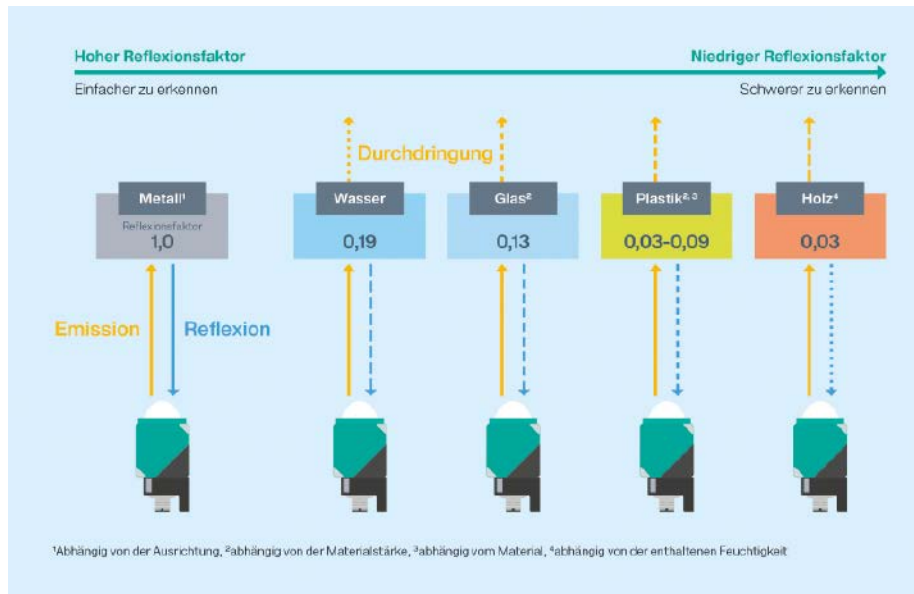 Hoher Reflexionsfaktor Niedriger Reflexionsfaktor
Einfacher zu erkennen Schwerer zu erkennen
Durchdringung
Metall¹ Wasser Glas² Plastik²,³ Holz⁴
Reflexionsfaktor
1,0 0,19 0,13 0,03-0,09 0,03
Emission Reflexion
¹Abhängig von der Ausrichtung, ²abhängig von der Materialstärke, ³abhängig vom Material, ⁴abhängig von der enthaltenen Feuchtigkeit